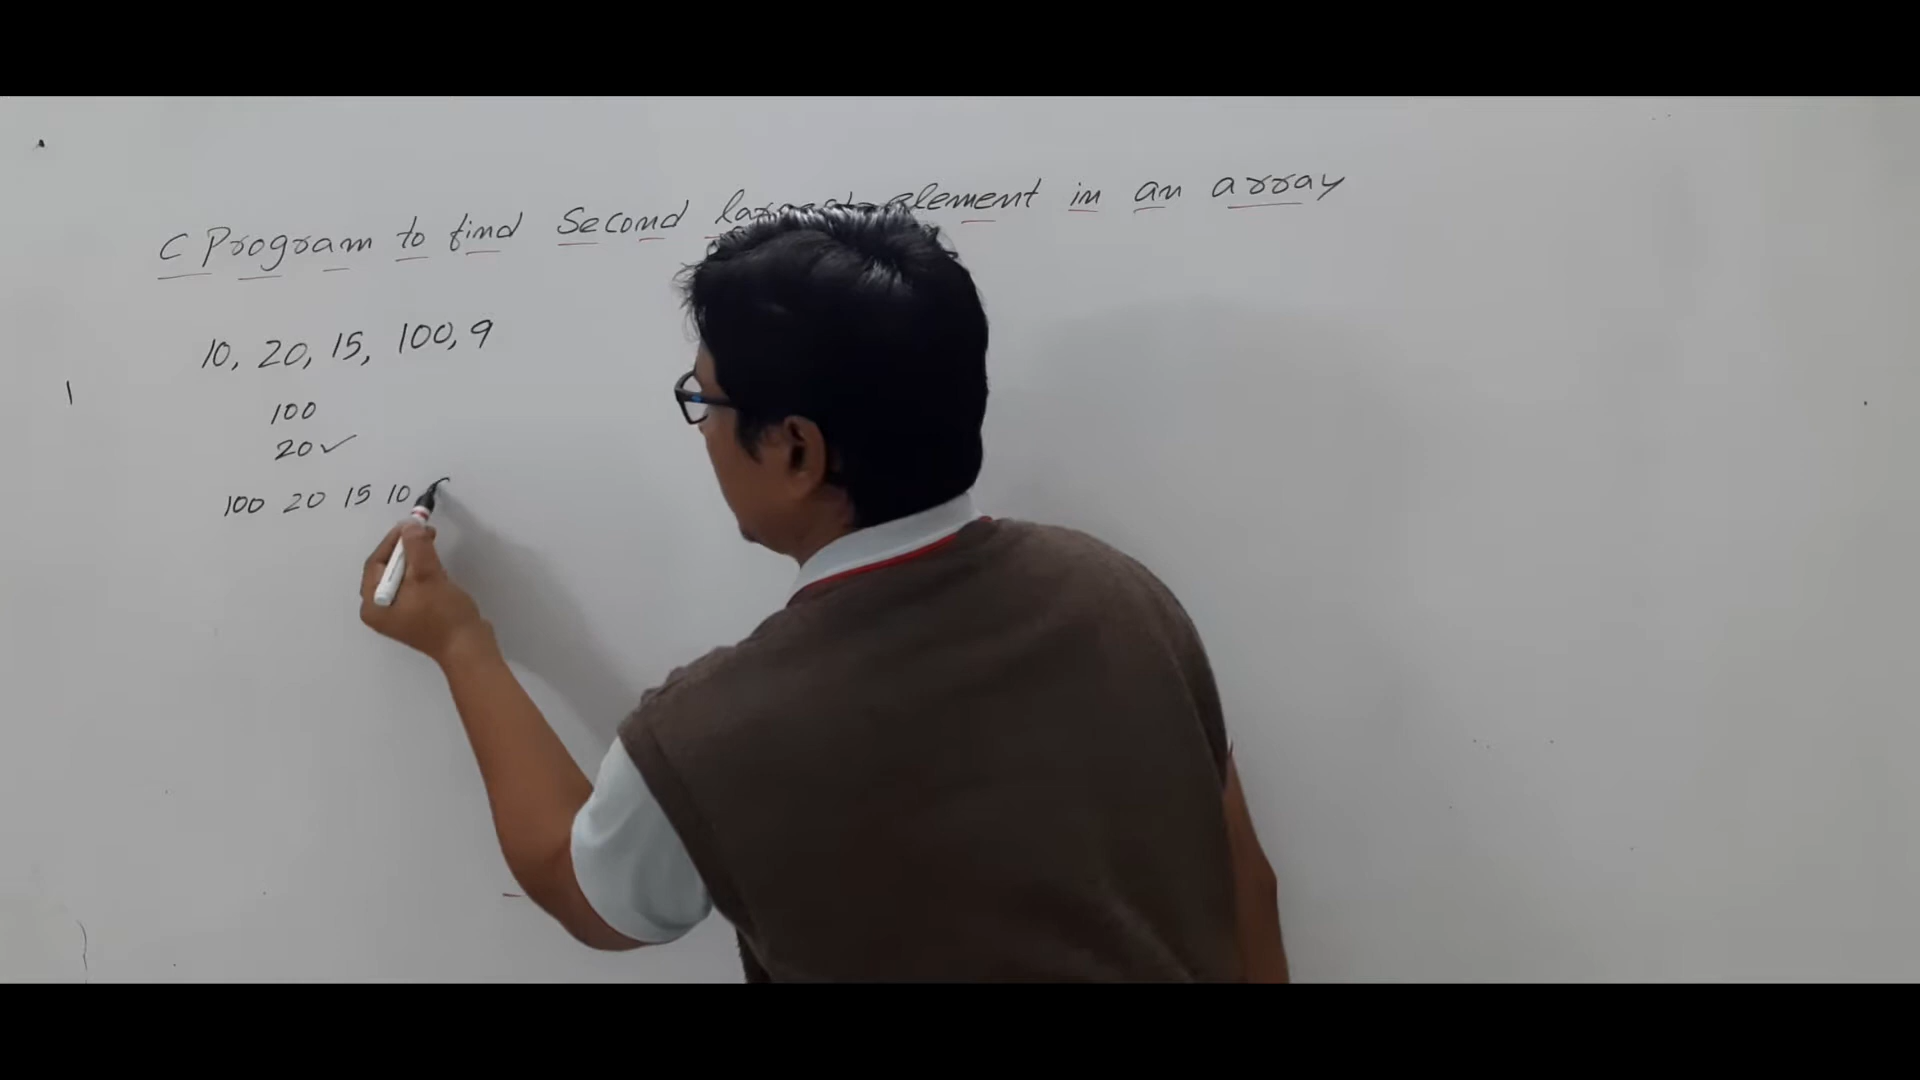 C Program to find Second largest element in an array
10, 20, 15, 100, 9
100
20✓
100 20 15 10